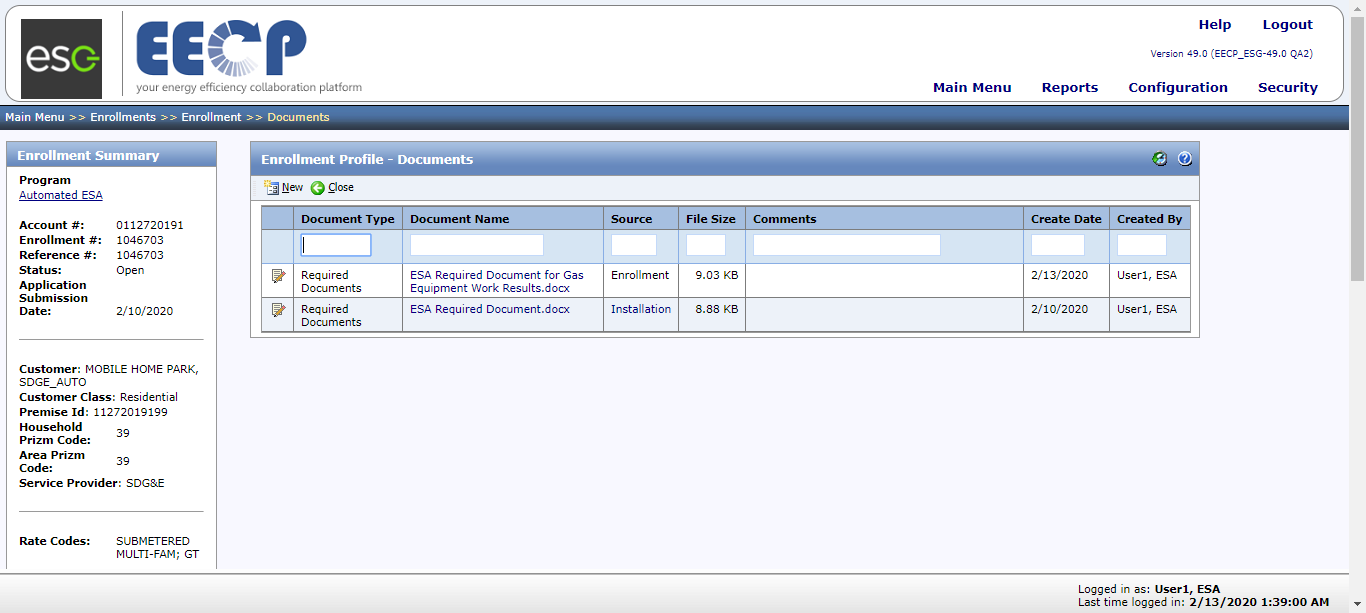 esg
EECP
your energy efficiency collaboration platform
Help Logout
Version 49.0 (EECP_ESG-49.0 QA2)
Main Menu Reports Configuration Security
Main Menu >> Enrollments >> Enrollment >> Documents
Enrollment Summary
Program
Automated ESA
Account #: 0112720191
Enrollment #: 1046703
Reference #: 1046703
Status: Open
Application
Submission
Date: 2/10/2020
Customer: MOBILE HOME PARK,
SDGE_AUTO
Customer Class: Residential
Premise Id: 11272019199
Household
Prizm Code: 39
Area Prizm
Code: 39
Service Provider: SDG&E
Rate Codes: SUBMETERED
MULTI-FAM; GT
Enrollment Profile - Documents
New Close
Document Type Document Name Source File Size Comments Create Date Created By
Required Documents ESA Required Document for Gas Enrollment 9.03 KB 2/13/2020 User1, ESA
Equipment Work Results.docx
Required Documents ESA Required Document.docx Installation 8.88 KB 2/10/2020 User1, ESA
Logged in as: User1, ESA
Last time logged in: 2/13/2020 1:39:00 AM